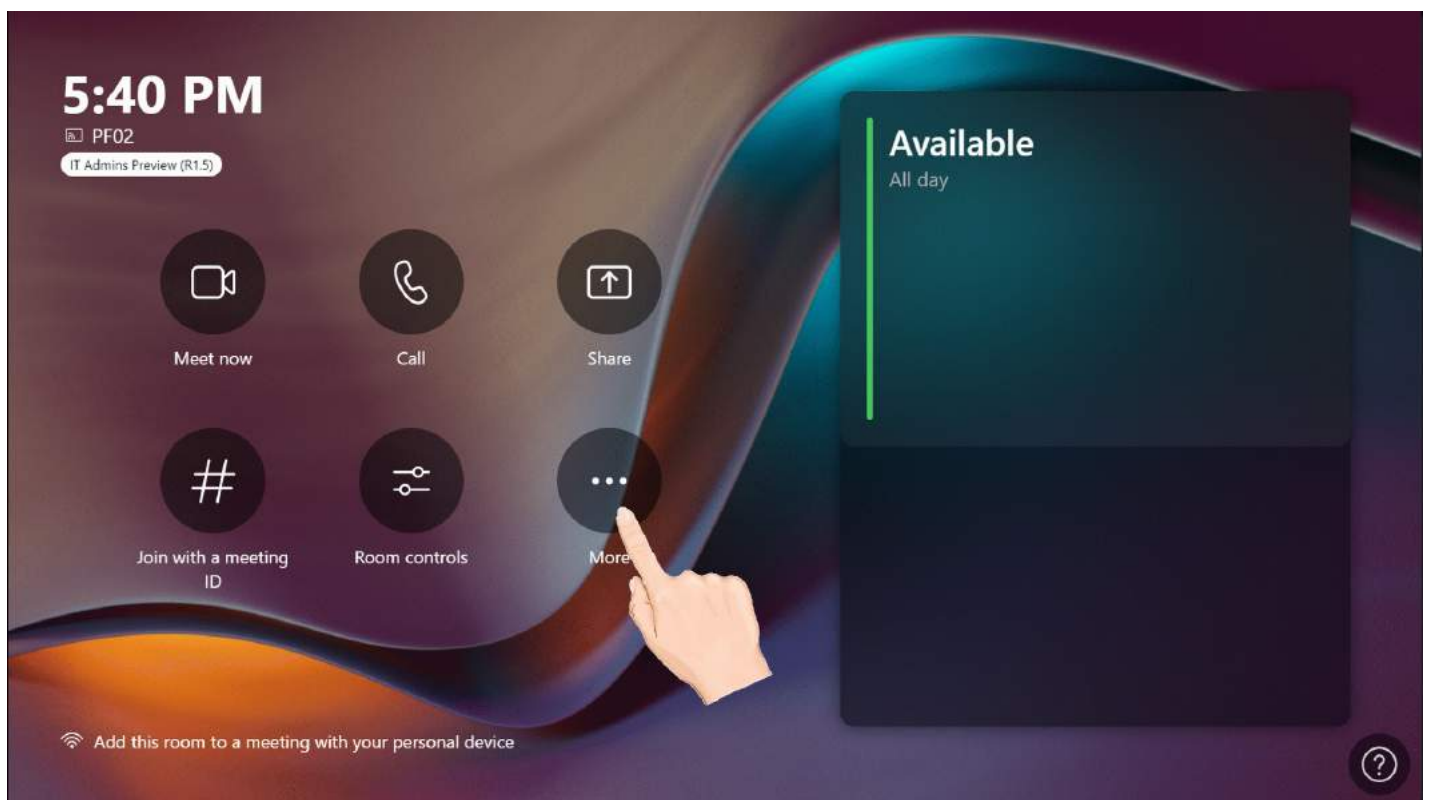 5:40 PM
PF02
IT Admins Preview (R1.5)
Available
All day
Meet now
Call
Share
Join with a meeting
ID
Room controls
More
Add this room to a meeting with your personal device